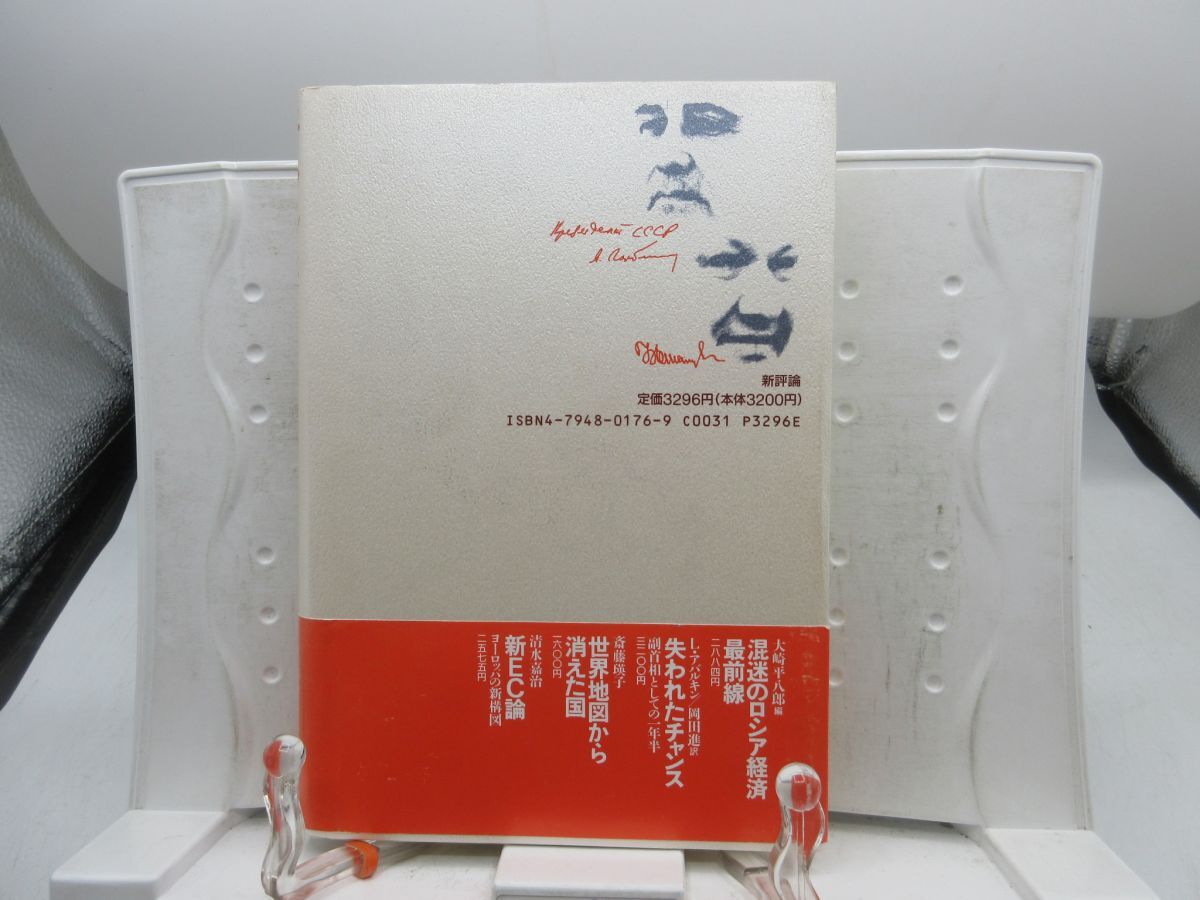 Президент СССР
新評論
定価3296円(本体3200円)
ISBN4-7948-0176-9 C0031 P3296E
大崎平八郎編
混迷のロシア経済
最前線
二八八四円
L・アバルキン/岡田進訳
失われたチャンス
副首相としての一年半
三二〇〇円
斎藤瑛子
世界地図から
消えた国
一六〇〇円
清水嘉治
新EC論
ヨーロッパの新構図
二五七五円